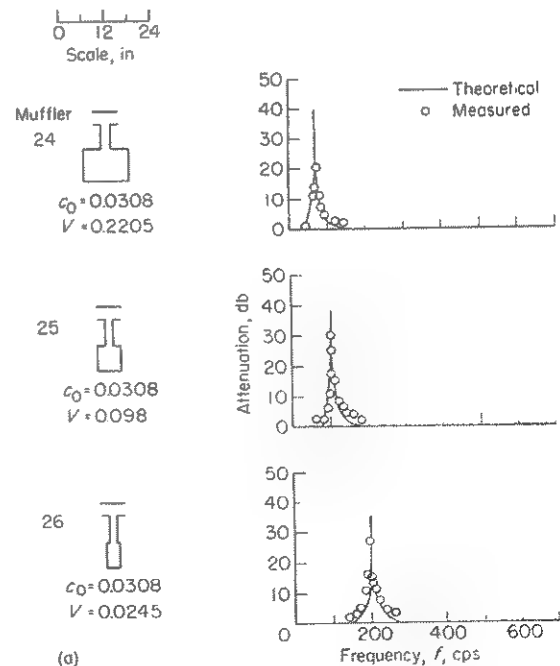 0 12 24
Scale, in
Muffler
24
c₀=0.0308
V=0.2205
50
40
30
20
10
0
Theoretical
Measured
25
c₀=0.0308
V=0.098
Attenuation, db
50
40
30
20
10
0
26
c₀=0.0308
V=0.0245
50
40
30
20
10
0
200 400 600
Frequency, f, cps
(a)